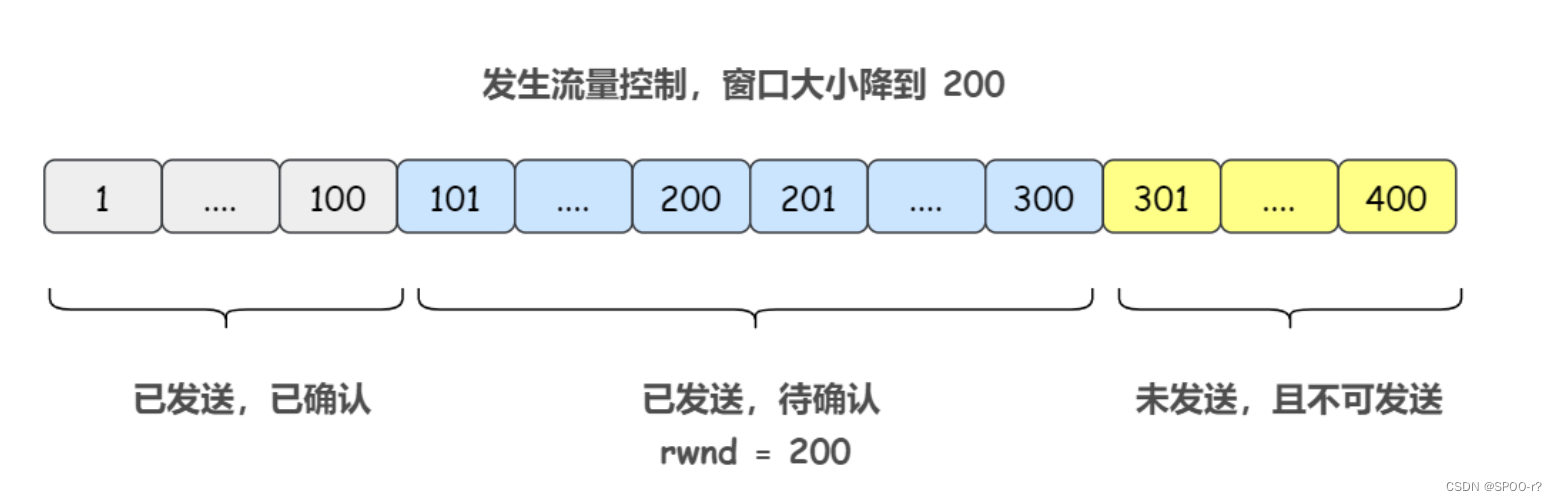 发生流量控制，窗口大小降到 200
1 .... 100 101 .... 200 201 .... 300 301 .... 400
已发送，已确认 已发送，待确认 未发送，且不可发送
rwnd = 200
CSDN @SPOO-r?